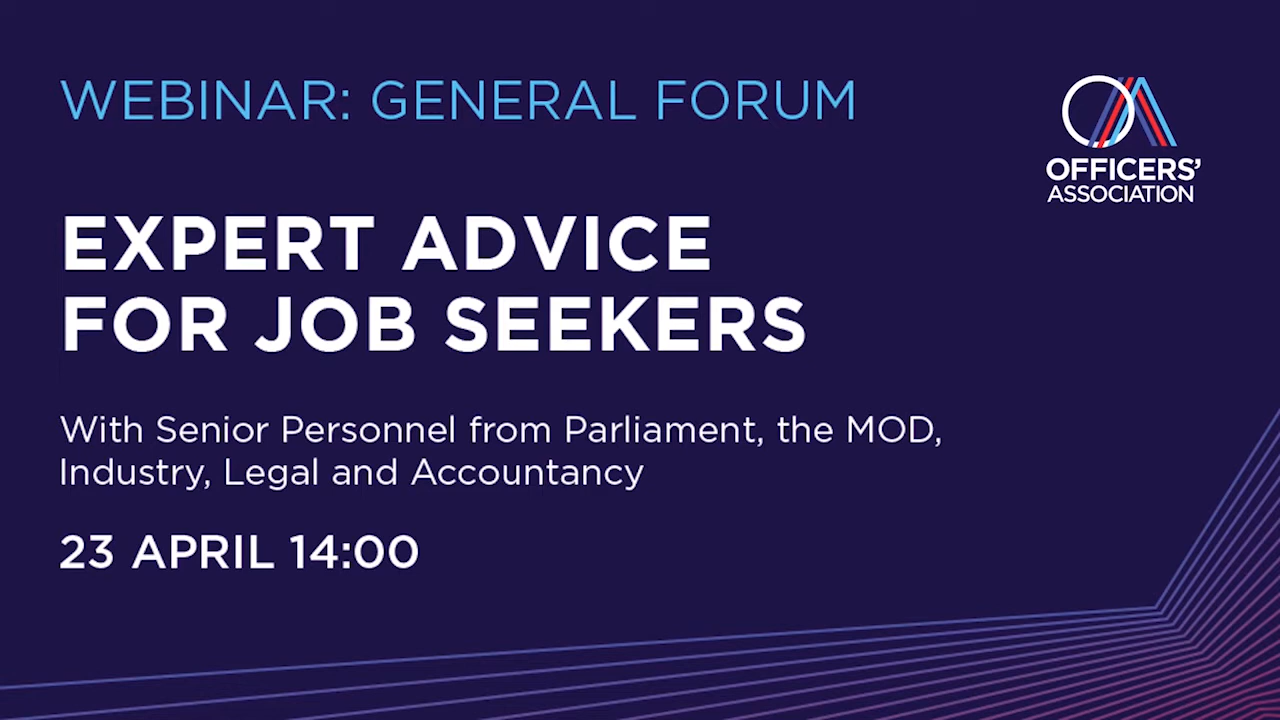 WEBINAR: GENERAL FORUM
OFFICERS'
ASSOCIATION
EXPERT ADVICE
FOR JOB SEEKERS
With Senior Personnel from Parliament, the MOD,
Industry, Legal and Accountancy
23 APRIL 14:00